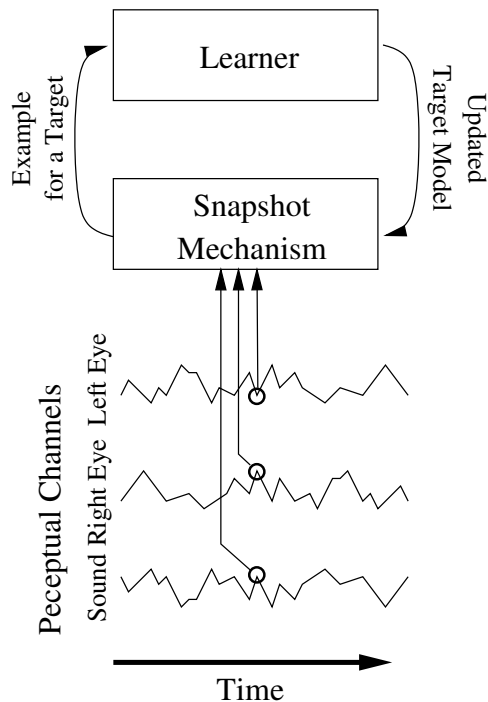 Learner
Example
for a Target
Updated
Target Model
Snapshot
Mechanism
Peceptual Channels
Left Eye
Right Eye
Sound
Time